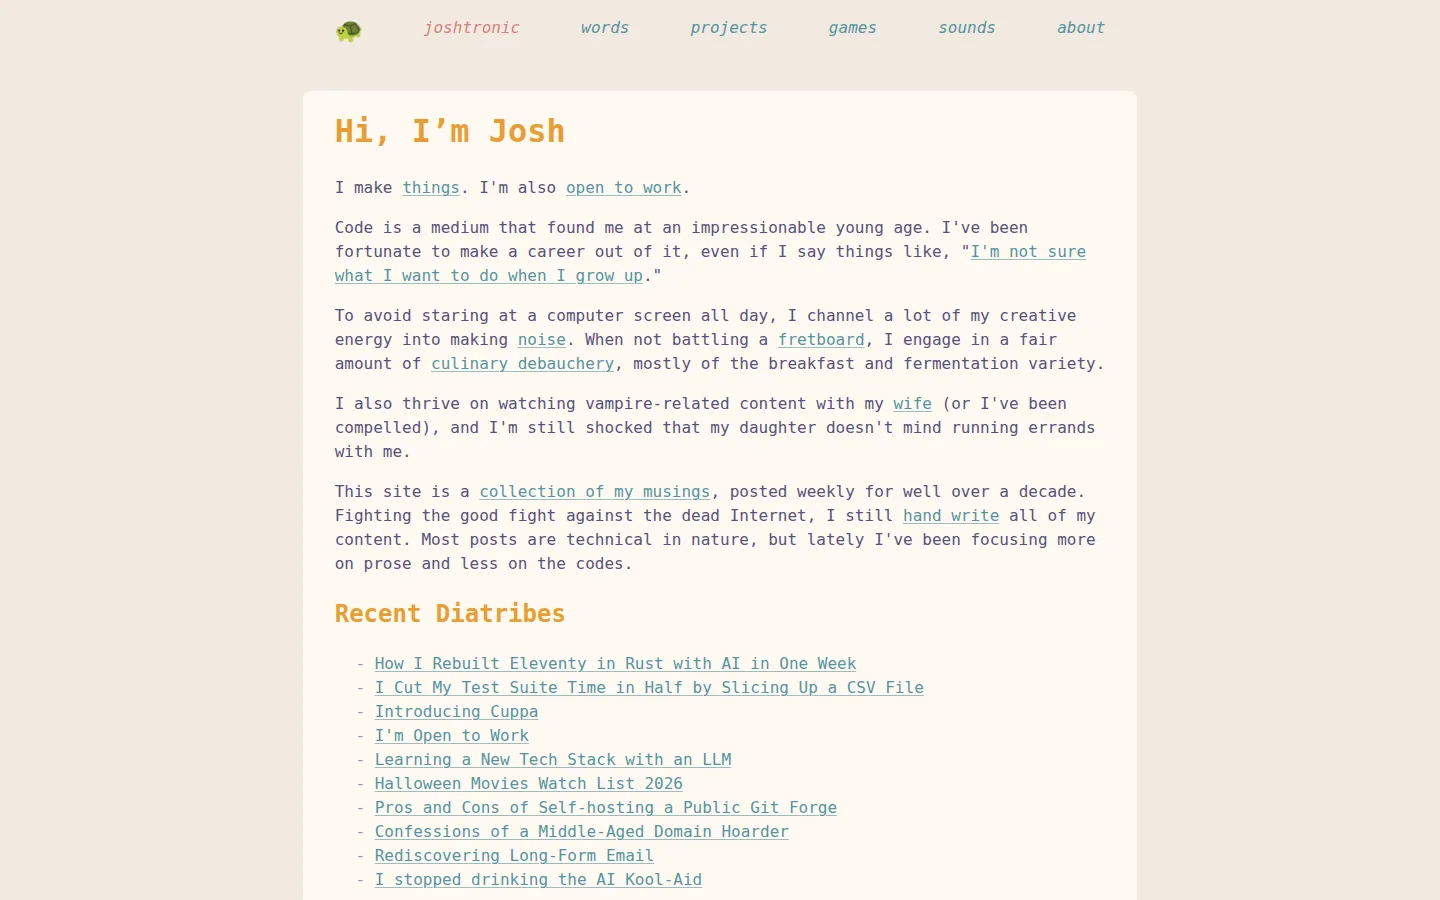 joshtronic words projects games sounds about
Hi, I’m Josh
I make things. I'm also open to work.
Code is a medium that found me at an impressionable young age. I've been
fortunate to make a career out of it, even if I say things like, "I'm not sure
what I want to do when I grow up."
To avoid staring at a computer screen all day, I channel a lot of my creative
energy into making noise. When not battling a fretboard, I engage in a fair
amount of culinary debauchery, mostly of the breakfast and fermentation variety.
I also thrive on watching vampire-related content with my wife (or I've been
compelled), and I'm still shocked that my daughter doesn't mind running errands
with me.
This site is a collection of my musings, posted weekly for well over a decade.
Fighting the good fight against the dead Internet, I still hand write all of my
content. Most posts are technical in nature, but lately I've been focusing more
on prose and less on the codes.
Recent Diatribes
- How I Rebuilt Eleventy in Rust with AI in One Week
- I Cut My Test Suite Time in Half by Slicing Up a CSV File
- Introducing Cuppa
- I'm Open to Work
- Learning a New Tech Stack with an LLM
- Halloween Movies Watch List 2026
- Pros and Cons of Self-hosting a Public Git Forge
- Confessions of a Middle-Aged Domain Hoarder
- Rediscovering Long-Form Email
- I stopped drinking the AI Kool-Aid